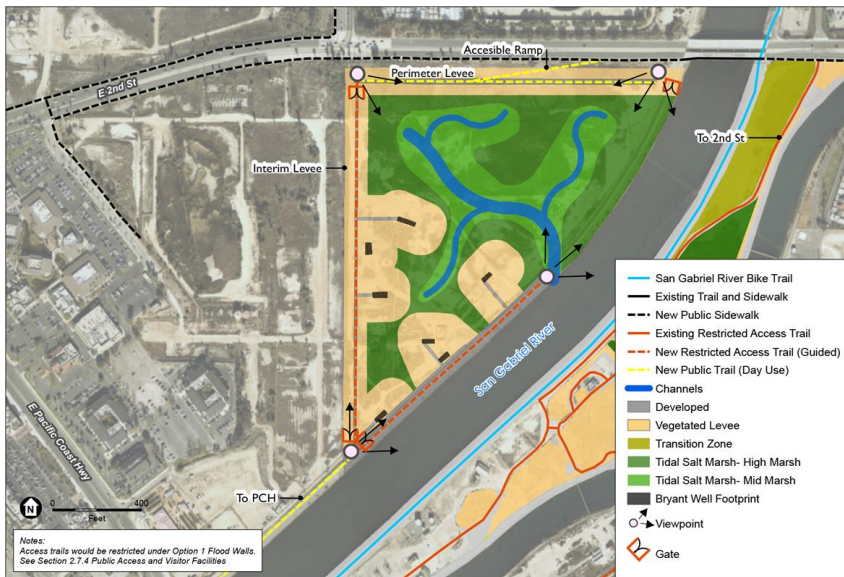 Accesible Ramp
Perimeter Levee
E 2nd St
To 2nd St
Interim Levee
San Gabriel River
E Pacific Coast Hwy
To PCH
N
0 400
Feet
Notes:
Access trails would be restricted under Option 1 Flood Walls.
See Section 2.7.4 Public Access and Visitor Facilities
San Gabriel River Bike Trail
Existing Trail and Sidewalk
New Public Sidewalk
Existing Restricted Access Trail
New Restricted Access Trail (Guided)
New Public Trail (Day Use)
Channels
Developed
Vegetated Levee
Transition Zone
Tidal Salt Marsh- High Marsh
Tidal Salt Marsh- Mid Marsh
Bryant Well Footprint
Viewpoint
Gate